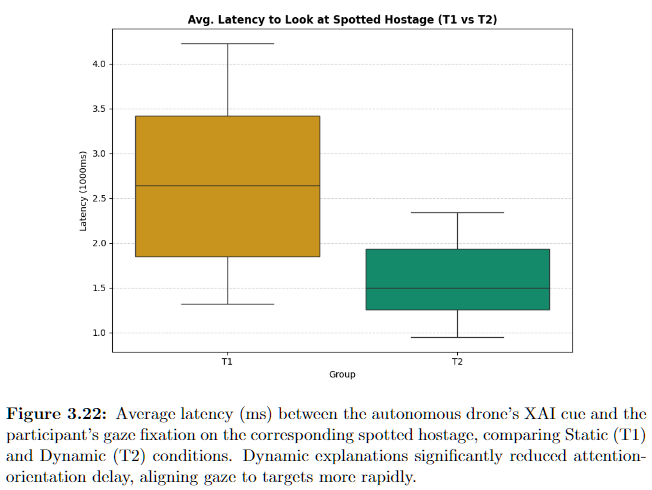 Avg. Latency to Look at Spotted Hostage (T1 vs T2)
Latency (1000ms)
4.0
3.5
3.0
2.5
2.0
1.5
1.0
T1
T2
Group
Figure 3.22: Average latency (ms) between the autonomous drone's XAI cue and the
participant's gaze fixation on the corresponding spotted hostage, comparing Static (T1)
and Dynamic (T2) conditions. Dynamic explanations significantly reduced attention-
orientation delay, aligning gaze to targets more rapidly.